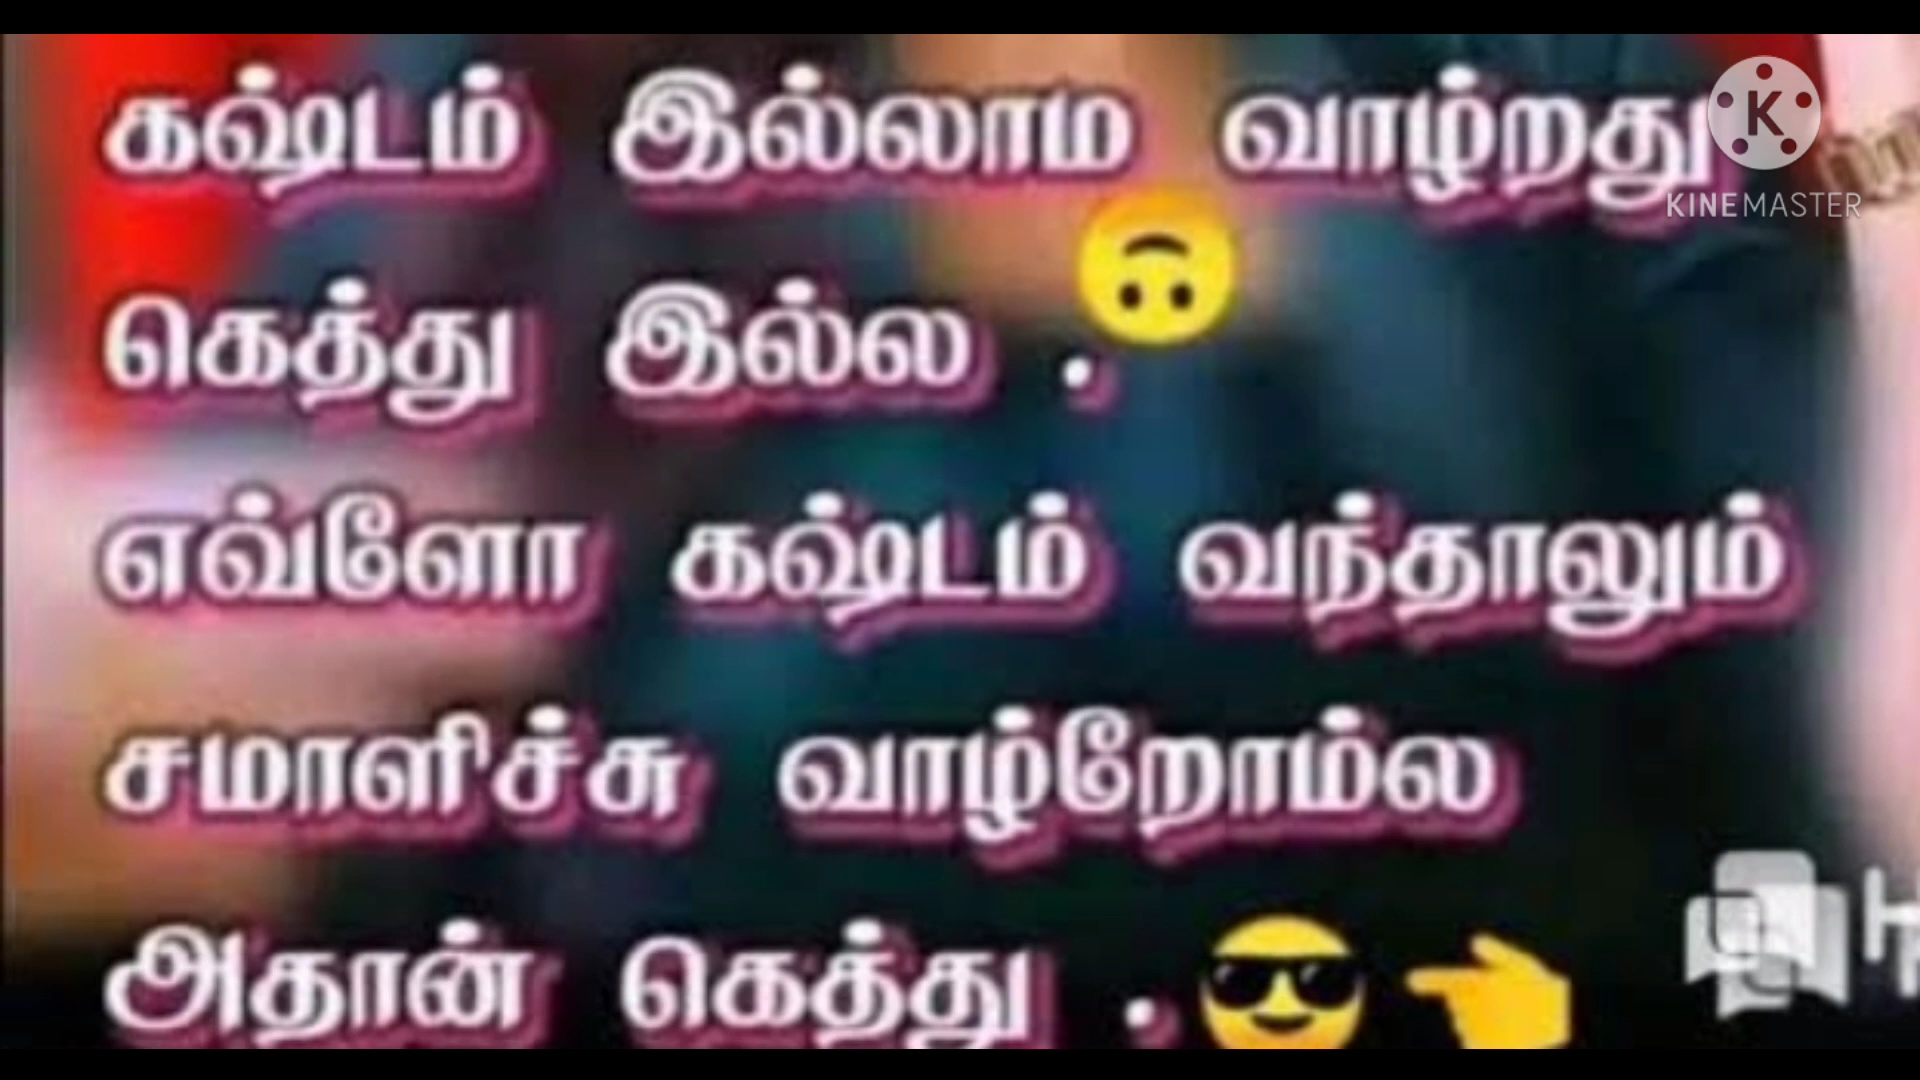 கஷ்டம் இல்லாம வாழ்றது
கெத்து இல்ல .🙃
எவ்ளோ கஷ்டம் வந்தாலும்
சமாளிச்சு வாழ்றோம்ல
அதான் கெத்து .😎👈
K
KINEMASTER